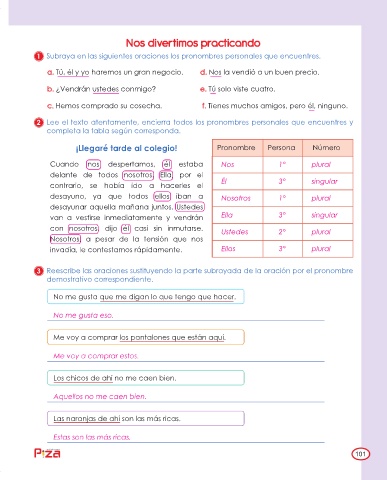 Nos divertimos practicando
1 Subraya en las siguientes oraciones los pronombres personales que encuentres.
a. Tú, él y yo haremos un gran negocio.
d. Nos la vendió a un buen precio.
b. ¿Vendrán ustedes conmigo?
e. Tú solo viste cuatro.
c. Hemos comprado su cosecha.
f. Tienes muchos amigos, pero él, ninguno.
2 Lee el texto atentamente, encierra todos los pronombres personales que encuentres y
completa la tabla según corresponda.
¡Llegaré tarde al colegio!
Cuando nos despertamos, él estaba
delante de todos nosotros. Ella, por el
contrario, se había ido a hacerles el
desayuno, ya que todos ellos iban a
desayunar aquella mañana juntos. Ustedes
van a vestirse inmediatamente y vendrán
con nosotros, dijo él casi sin inmutarse.
Nosotros, a pesar de la tensión que nos
invadía, le contestamos rápidamente.
Pronombre Persona Número
Nos 1° plural
Él 3° singular
Nosotros 1° plural
Ella 3° singular
Ustedes 2° plural
Ellos 3° plural
3 Reescribe las oraciones sustituyendo la parte subrayada de la oración por el pronombre
demostrativo correspondiente.
No me gusta que me digan lo que tengo que hacer.
No me gusta eso.
Me voy a comprar los pantalones que están aquí.
Me voy a comprar estos.
Los chicos de ahí no me caen bien.
Aquellos no me caen bien.
Las naranjas de ahí son las más ricas.
Estas son las más ricas.
P:zá
101